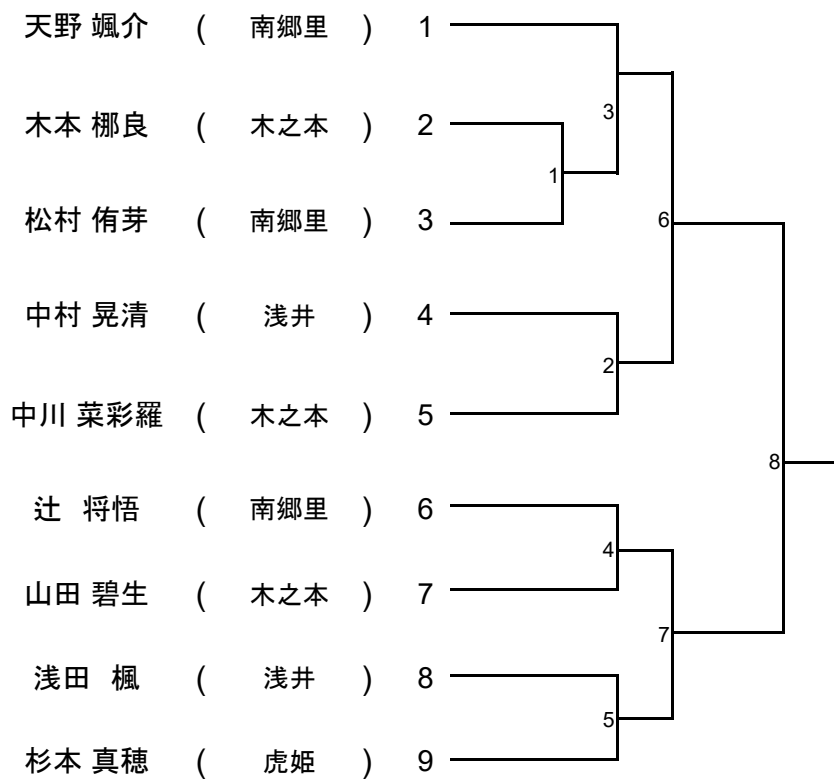 天野 颯介 ( 南郷里 ) 1
3
木本 梛良 ( 木之本 ) 2
1
松村 侑芽 ( 南郷里 ) 3
6
中村 晃清 ( 浅井 ) 4
2
中川 菜彩羅 ( 木之本 ) 5
8
辻 将悟 ( 南郷里 ) 6
4
山田 碧生 ( 木之本 ) 7
7
浅田 楓 ( 浅井 ) 8
5
杉本 真穂 ( 虎姫 ) 9